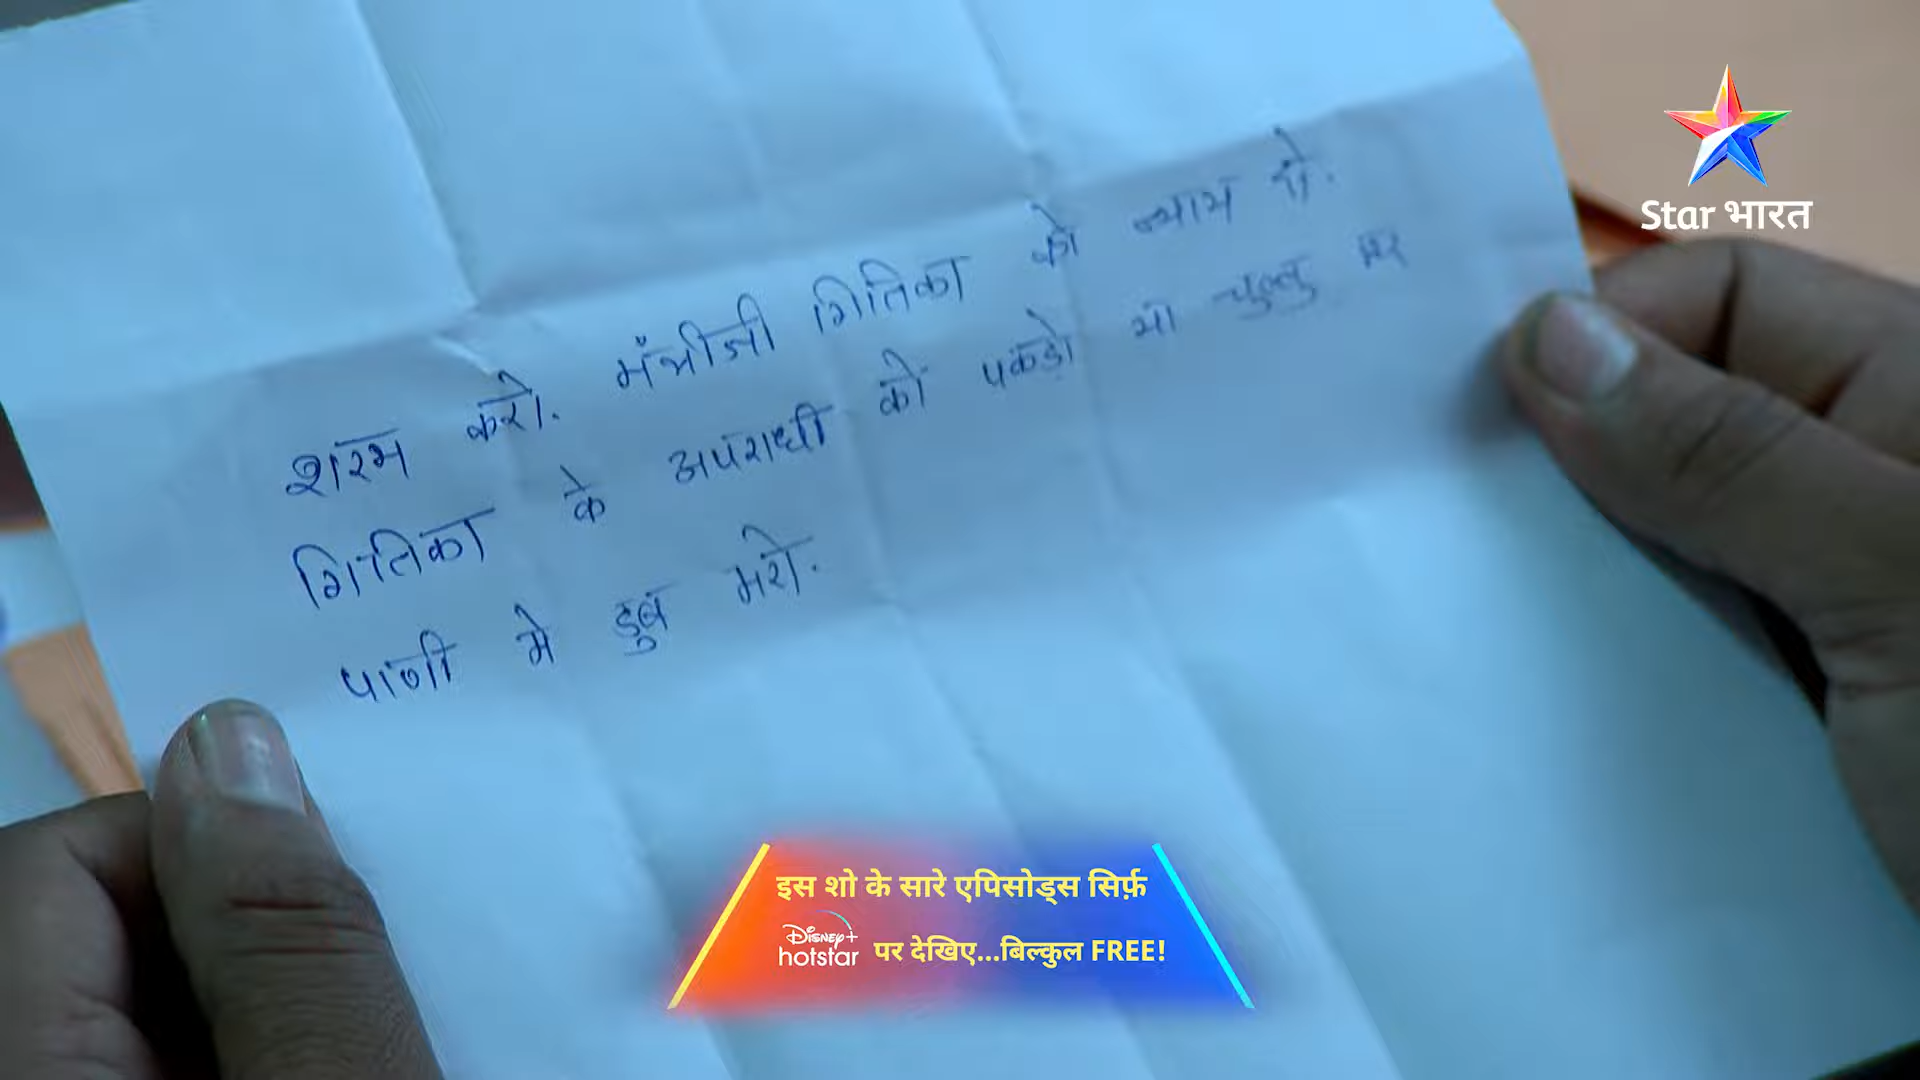 Star भारत
शरम करो. मंत्रीजी गितिका को न्याय दो.
गितिका के अपराधी को पकडो या चुल्लु भर
पाणी मे डुब मरो.
इस शो के सारे एपिसोड्स सिर्फ़
Disney+ hotstar पर देखिए...बिल्कुल FREE!